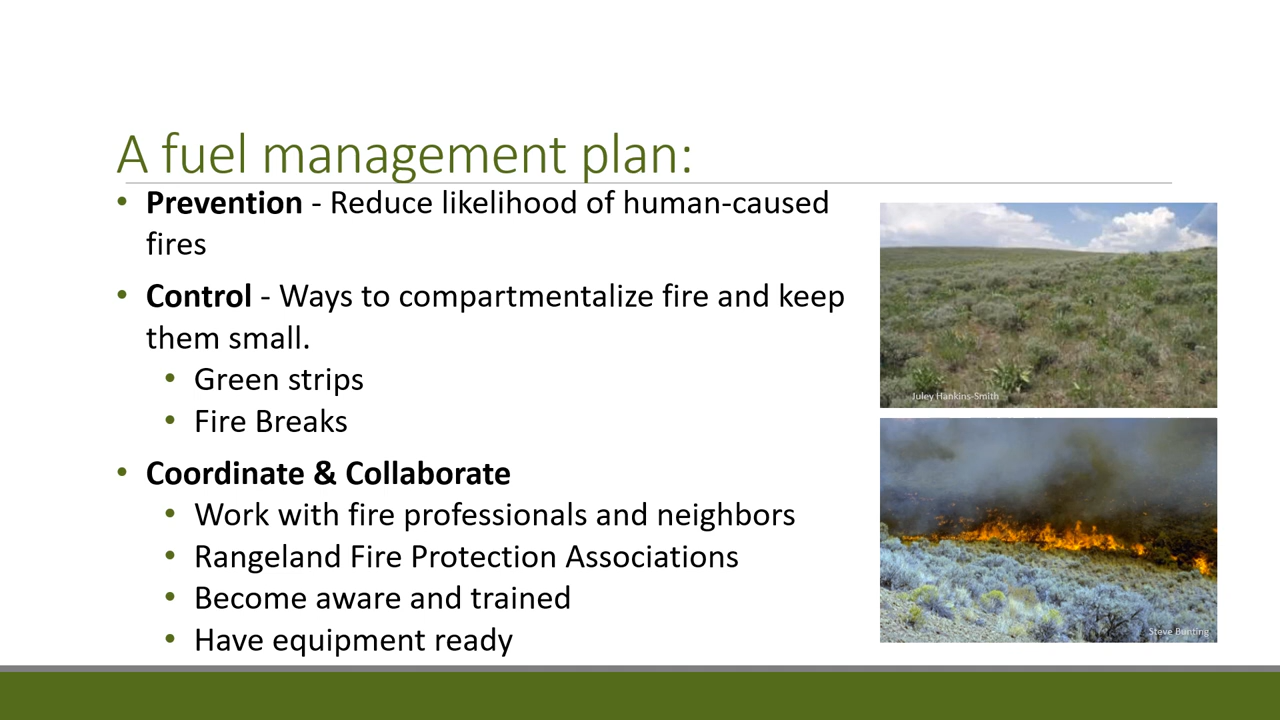 A fuel management plan:
• Prevention - Reduce likelihood of human-caused
fires
• Control - Ways to compartmentalize fire and keep
them small.
• Green strips
• Fire Breaks
• Coordinate & Collaborate
• Work with fire professionals and neighbors
• Rangeland Fire Protection Associations
• Become aware and trained
• Have equipment ready
Juley Hankins-Smith
Steve Bunting